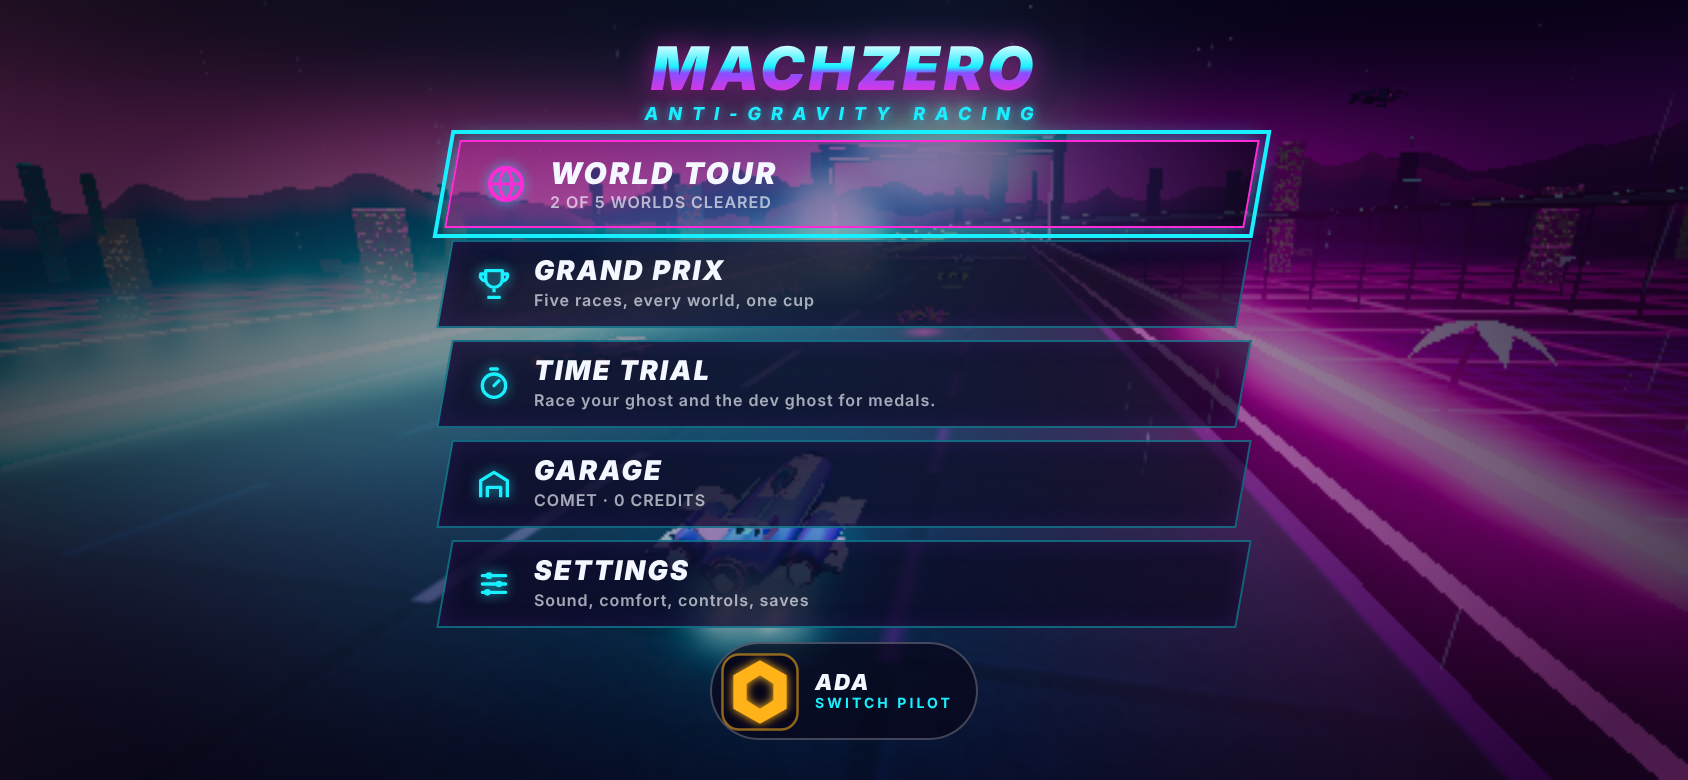 MACHZERO
ANTI-GRAVITY RACING
WORLD TOUR
2 OF 5 WORLDS CLEARED
GRAND PRIX
Five races, every world, one cup
TIME TRIAL
Race your ghost and the dev ghost for medals.
GARAGE
COMET · 0 CREDITS
SETTINGS
Sound, comfort, controls, saves
ADA
SWITCH PILOT